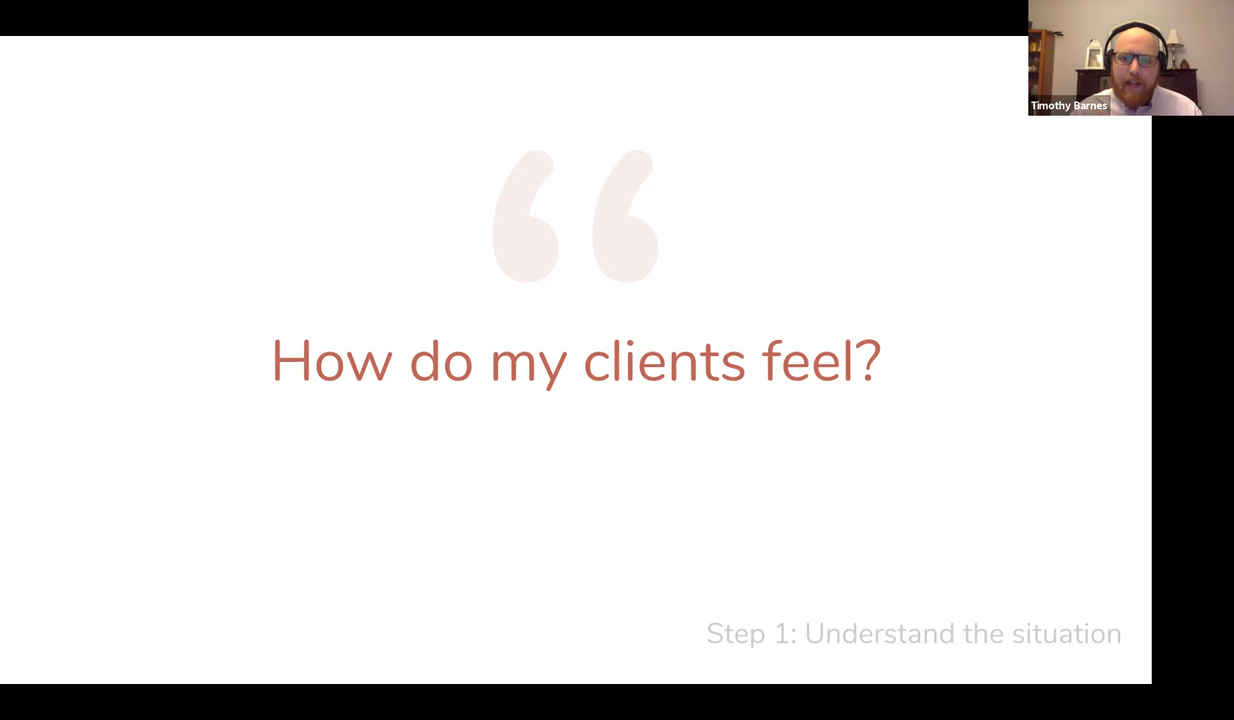 Timothy Barnes
“
How do my clients feel?
Step 1: Understand the situation